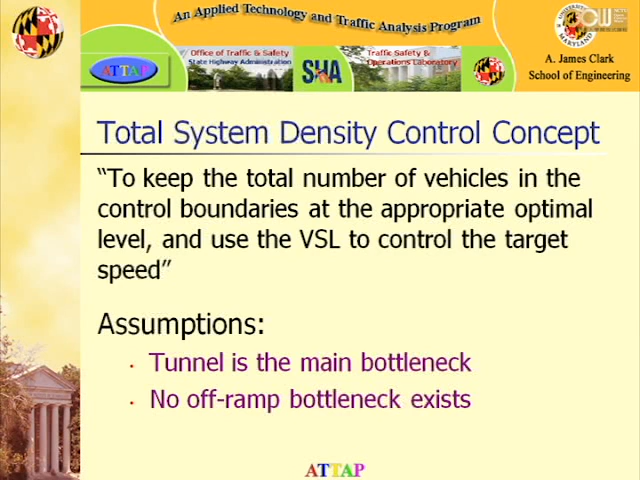 An Applied Technology and Traffic Analysis Program
ATTAP
Office of Traffic & Safety
State Highway Administration
SHA
Traffic Safety &
Operations Laboratory
UNIVERSITY OF
MARYLAND
A. James Clark
School of Engineering
Total System Density Control Concept
“To keep the total number of vehicles in the
control boundaries at the appropriate optimal
level, and use the VSL to control the target
speed”
Assumptions:
• Tunnel is the main bottleneck
• No off-ramp bottleneck exists
ATTAP